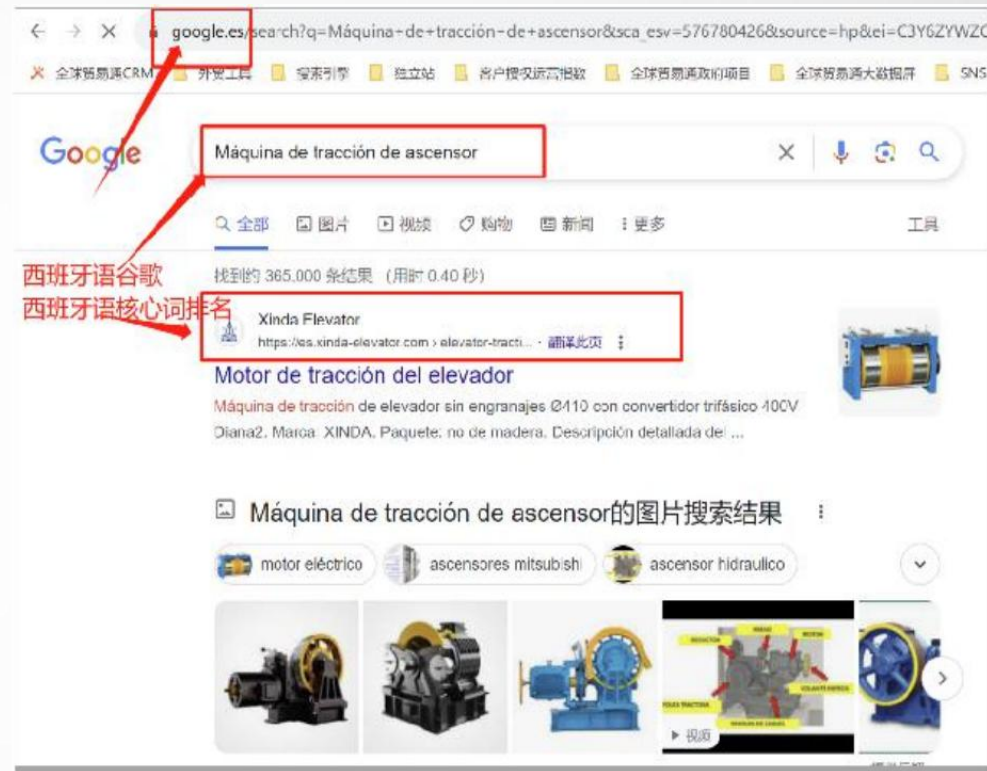 google.es/search?q=Máquina+de+tracción+de+ascensor&sca_esv=576780426&source=hp&ei=C3Y6ZYWZC
全球贸易通CRM 外贸工具 搜索引擎 独立站 客户授权运营指数 全球贸易通政府项目 全球贸易通大数据屏 SNS
Google
Máquina de tracción de ascensor
全部 图片 视频 购物 新闻 更多 工具
找到约 365,000 条结果 （用时 0.40 秒）
西班牙语谷歌
西班牙语核心词排名
Xinda Elevator
https://es.xinda-elevator.com › elevator-tracti... · 翻译此页
Motor de tracción del elevador
Máquina de tracción de elevador sin engranajes Ø410 con convertidor trifásico 400V
Diana2. Marca: XINDA. Paquete: no de madera. Descripción detallada de: ...
Máquina de tracción de ascensor的图片搜索结果
motor eléctrico
ascensores mitsubishi
ascensor hidraulico
视频